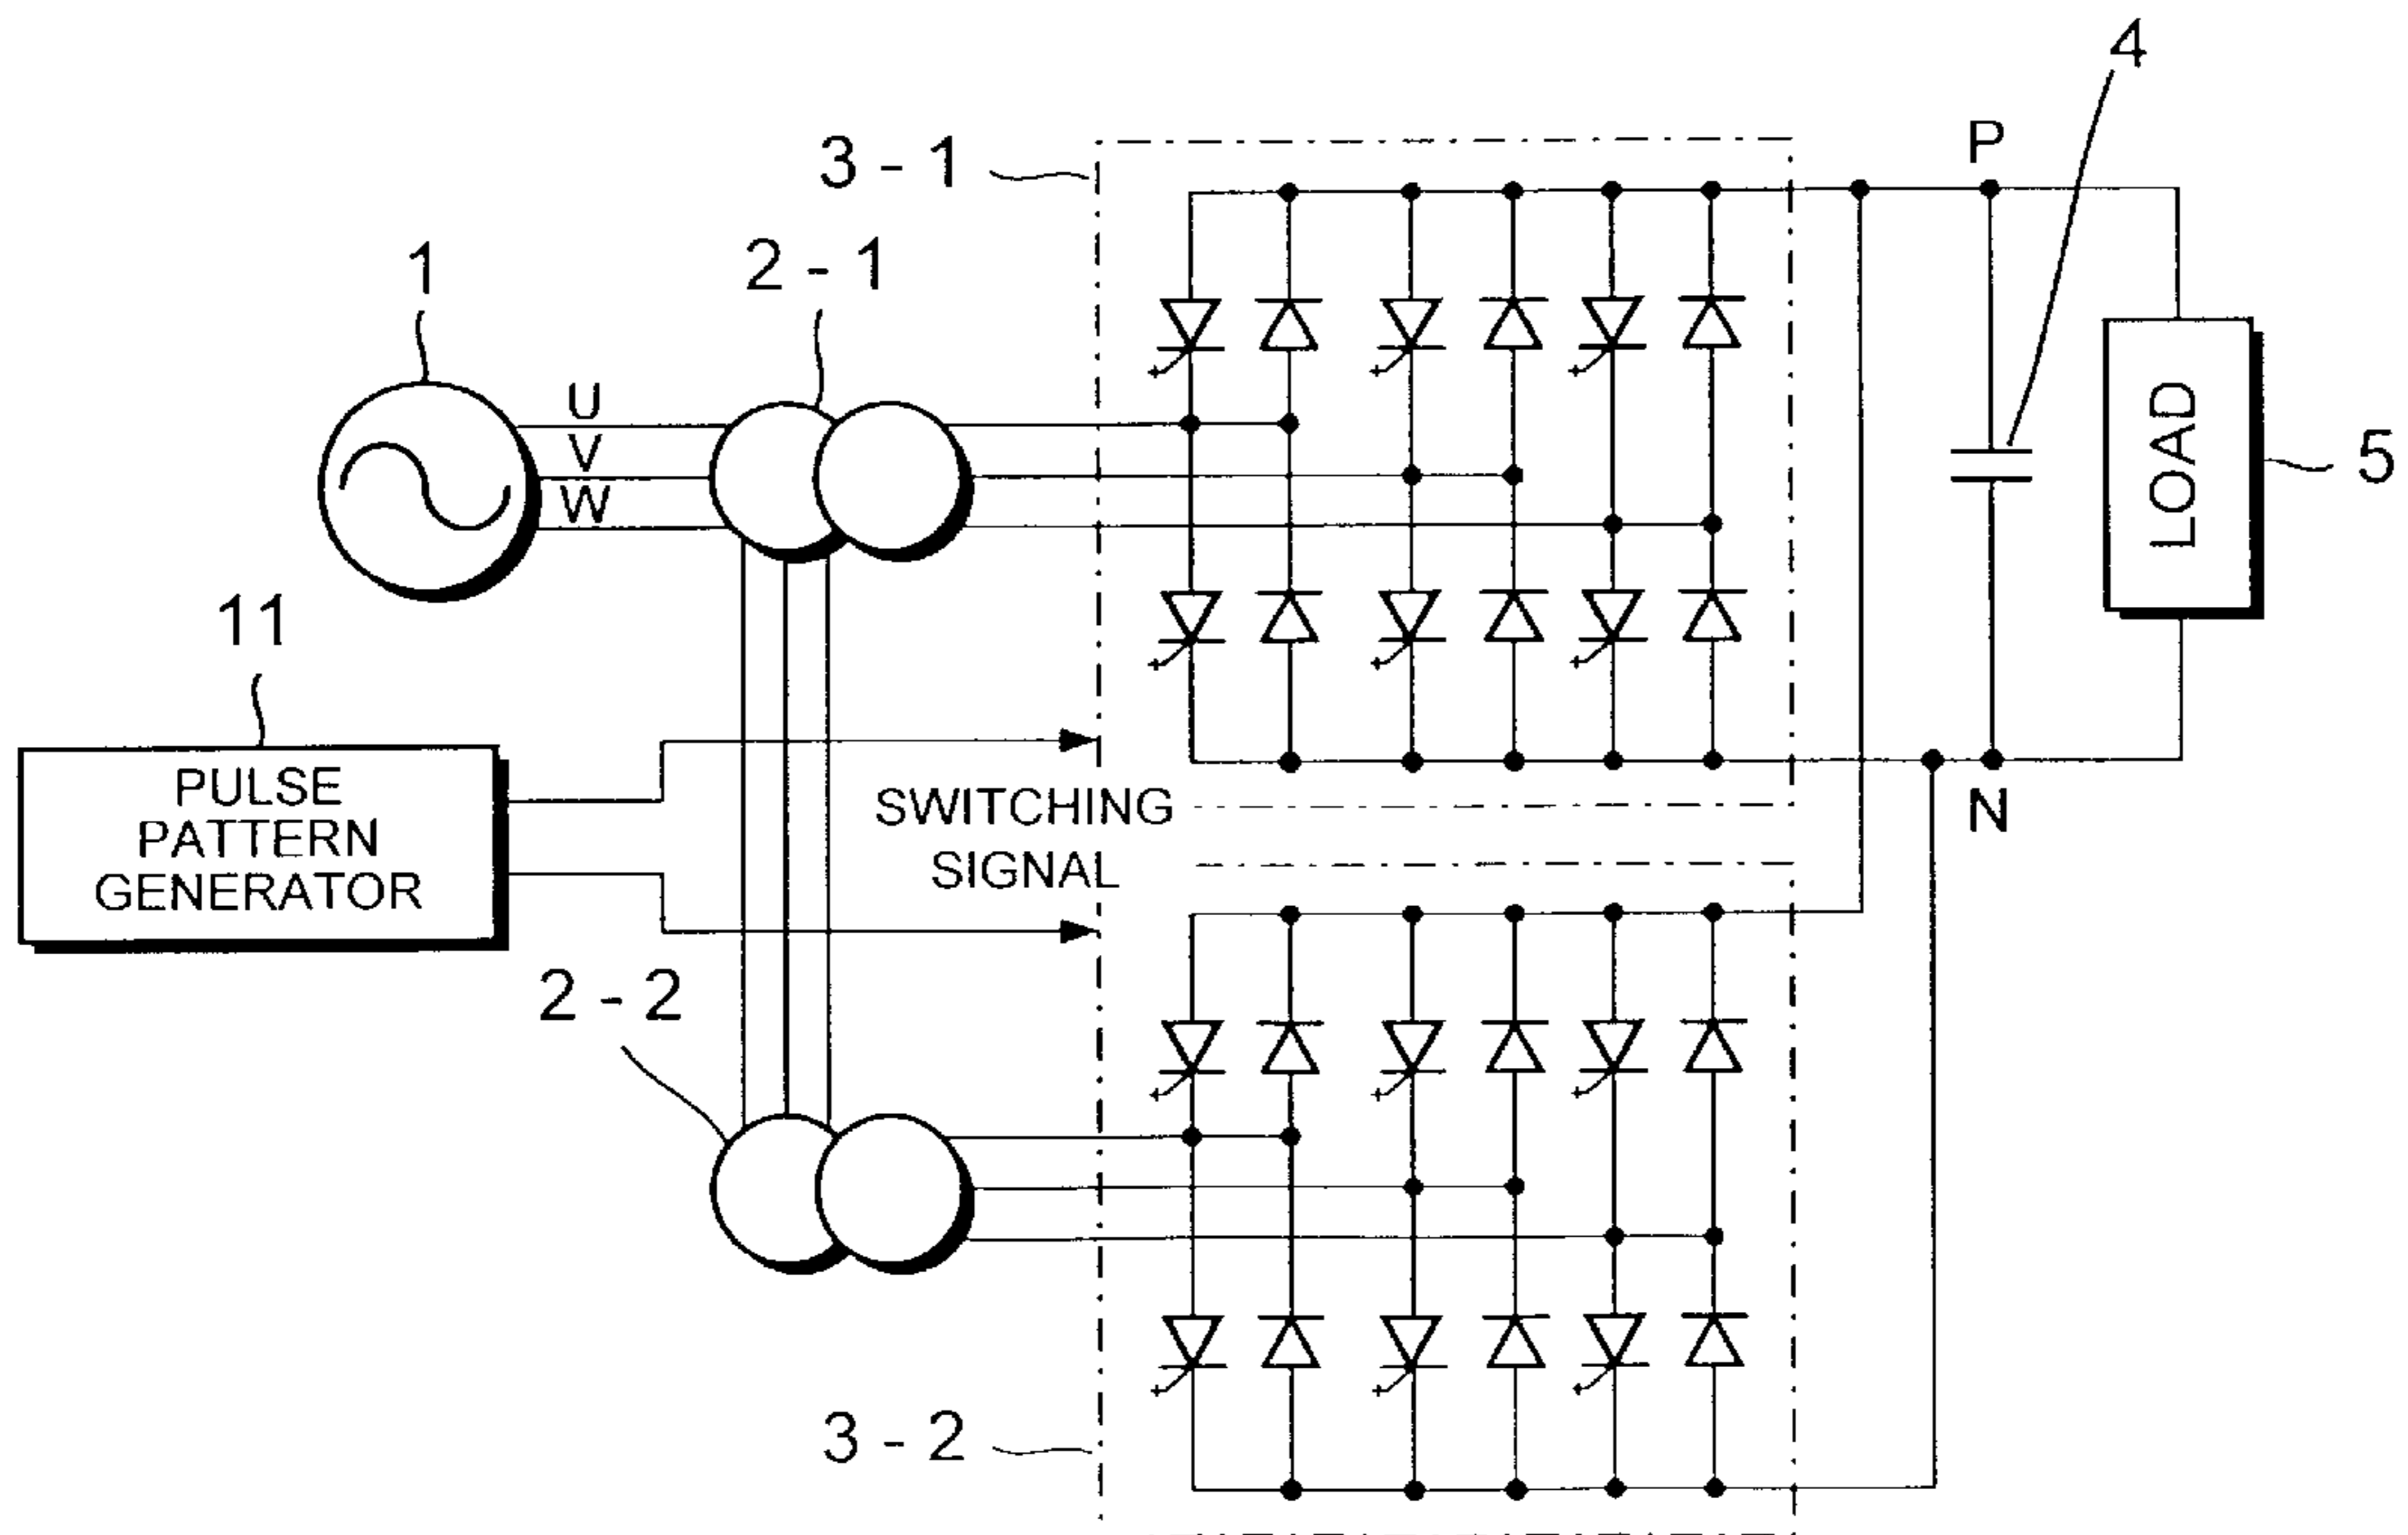 4
P
3 - 1
2 - 1
1
U
V
W
LOAD
5
11
PULSE
PATTERN
GENERATOR
SWITCHING
SIGNAL
N
2 - 2
3 - 2